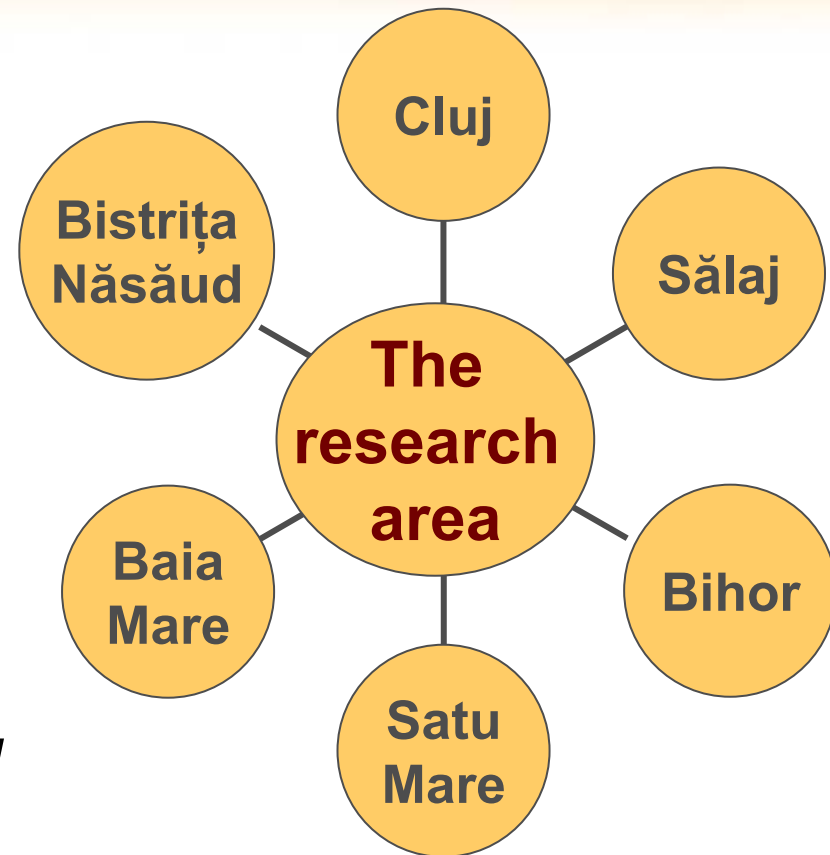 Cluj
Bistrița
Năsăud
Sălaj
The
research
area
Baia
Mare
Bihor
Satu
Mare